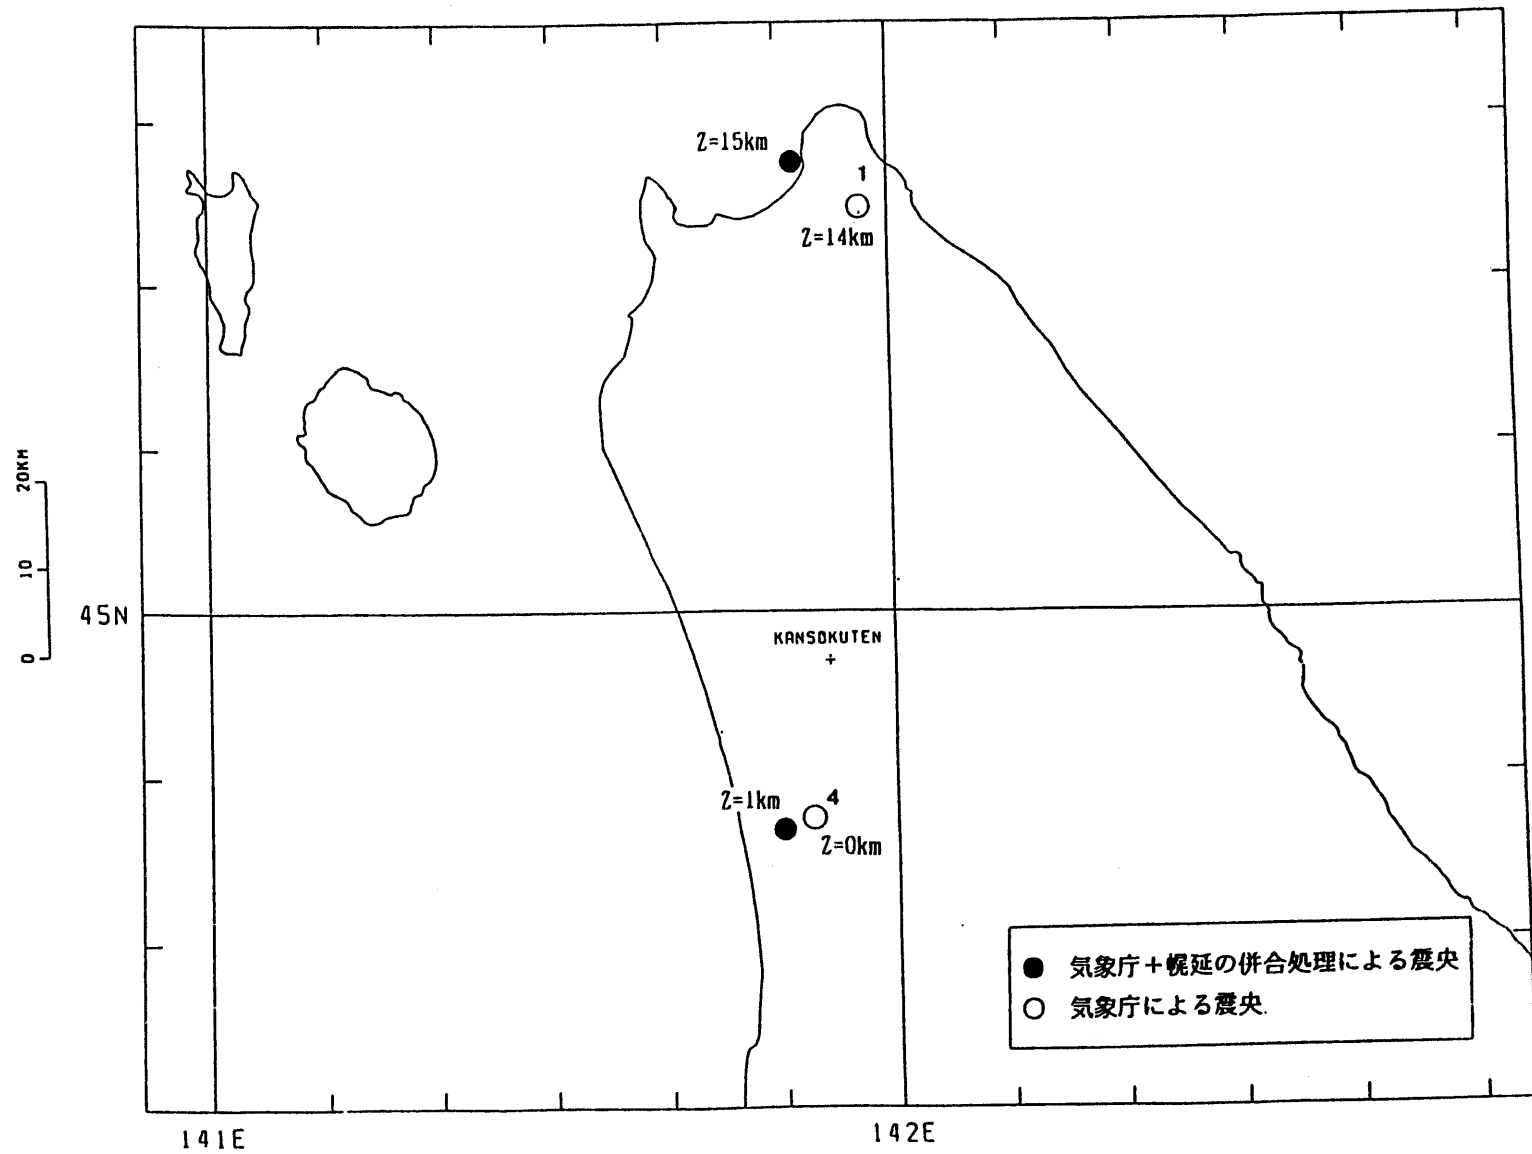 Z=15km
1
Z=14km
20KM
10
0
45N
KANSOKUTEN
Z=1km
4
Z=0km
● 気象庁＋幌延の併合処理による震央
○ 気象庁による震央
141E
142E